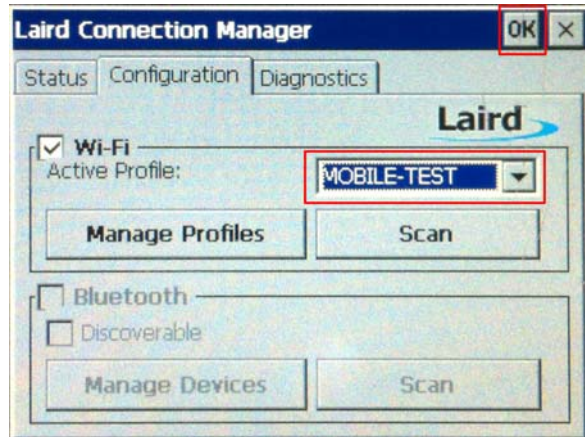 Laird Connection Manager OK ×
Status Configuration Diagnostics
Laird
Wi-Fi
Active Profile:
MOBILE-TEST
Manage Profiles Scan
Bluetooth
Discoverable
Manage Devices Scan